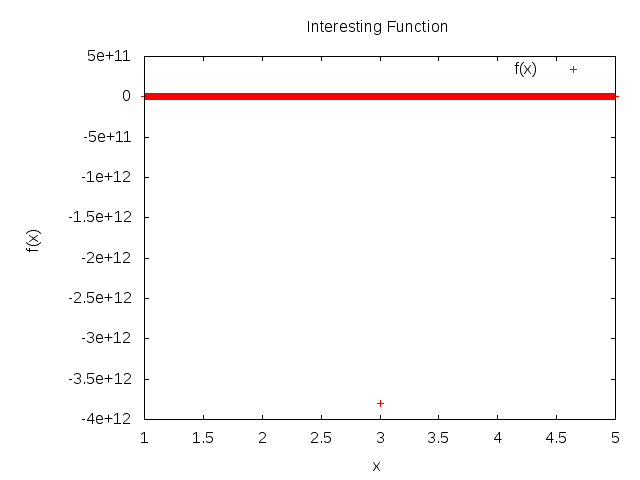 Interesting Function
5e+11
f(x)
0
-5e+11
-1e+12
-1.5e+12
-2e+12
-2.5e+12
-3e+12
-3.5e+12
-4e+12
f(x)
1 1.5 2 2.5 3 3.5 4 4.5 5
x